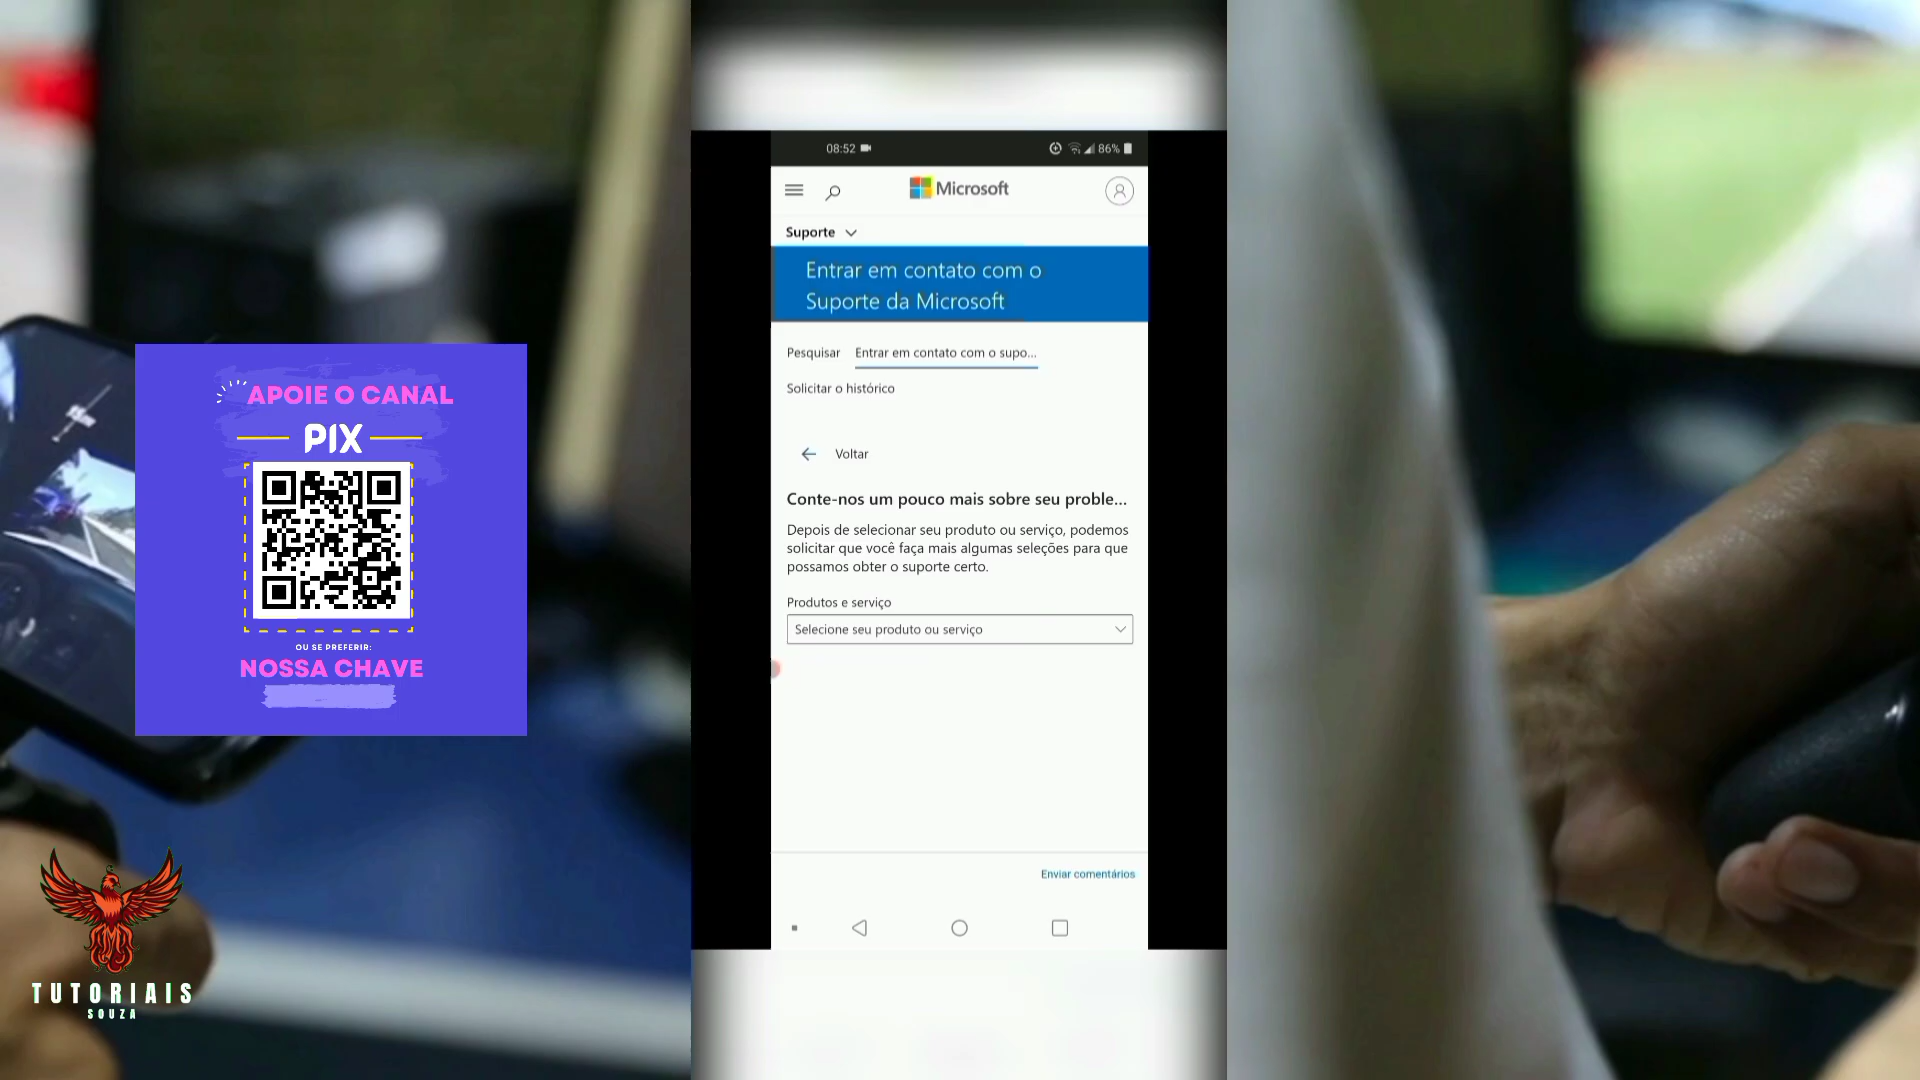 APOIE O CANAL
PIX
OU SE PREFERIR:
NOSSA CHAVE
TUTORIAIS
SOUZA
08:52
86%
Microsoft
Suporte
Entrar em contato com o
Suporte da Microsoft
Pesquisar Entrar em contato com o supo...
Solicitar o histórico
Voltar
Conte-nos um pouco mais sobre seu proble...
Depois de selecionar seu produto ou serviço, podemos
solicitar que você faça mais algumas seleções para que
possamos obter o suporte certo.
Produtos e serviço
Selecione seu produto ou serviço
Enviar comentários